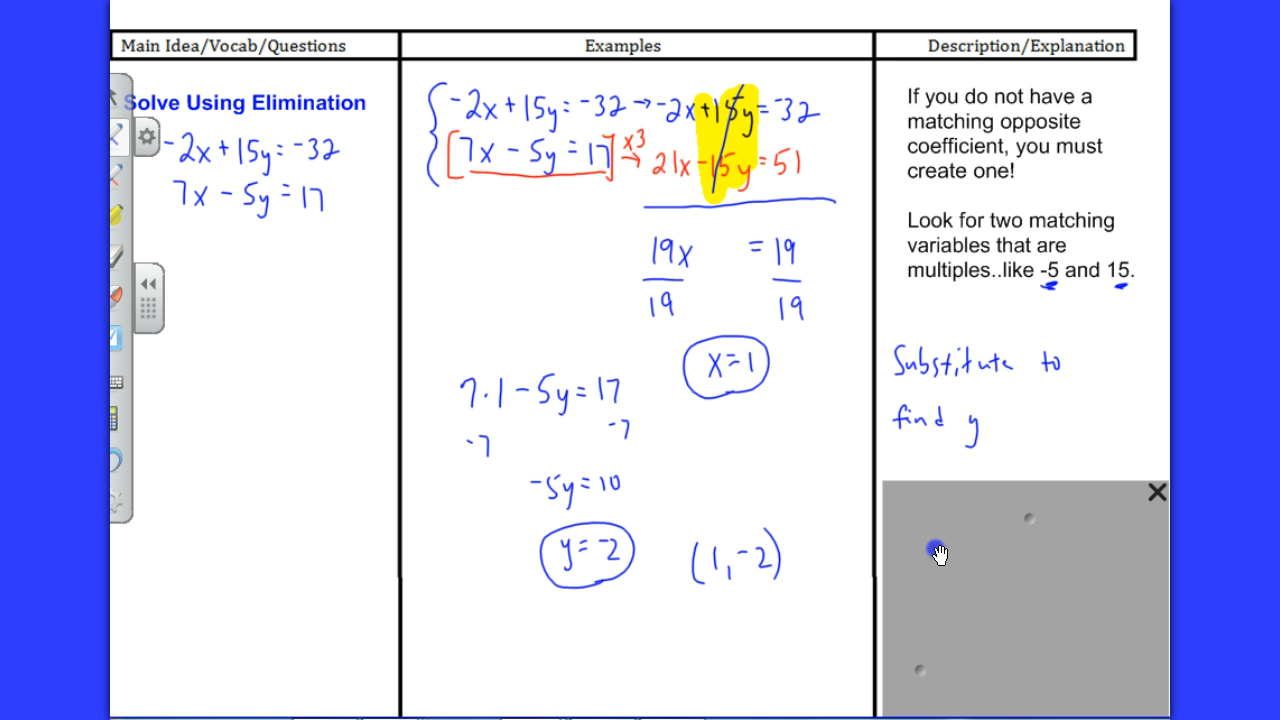 Main Idea/Vocab/Questions
Examples
Description/Explanation
Solve Using Elimination
-2x + 15y = -32
7x - 5y = 17
-2x + 15y = -32 → -2x + 15y = -32
[7x - 5y = 17] x3 → 21x - 15y = 51
19x = 19
19 19
x = 1
7·1 - 5y = 17
-7 -7
-5y = 10
y = -2
(1, -2)
If you do not have a
matching opposite
coefficient, you must
create one!
Look for two matching
variables that are
multiples..like -5 and 15.
Substitute to
find y